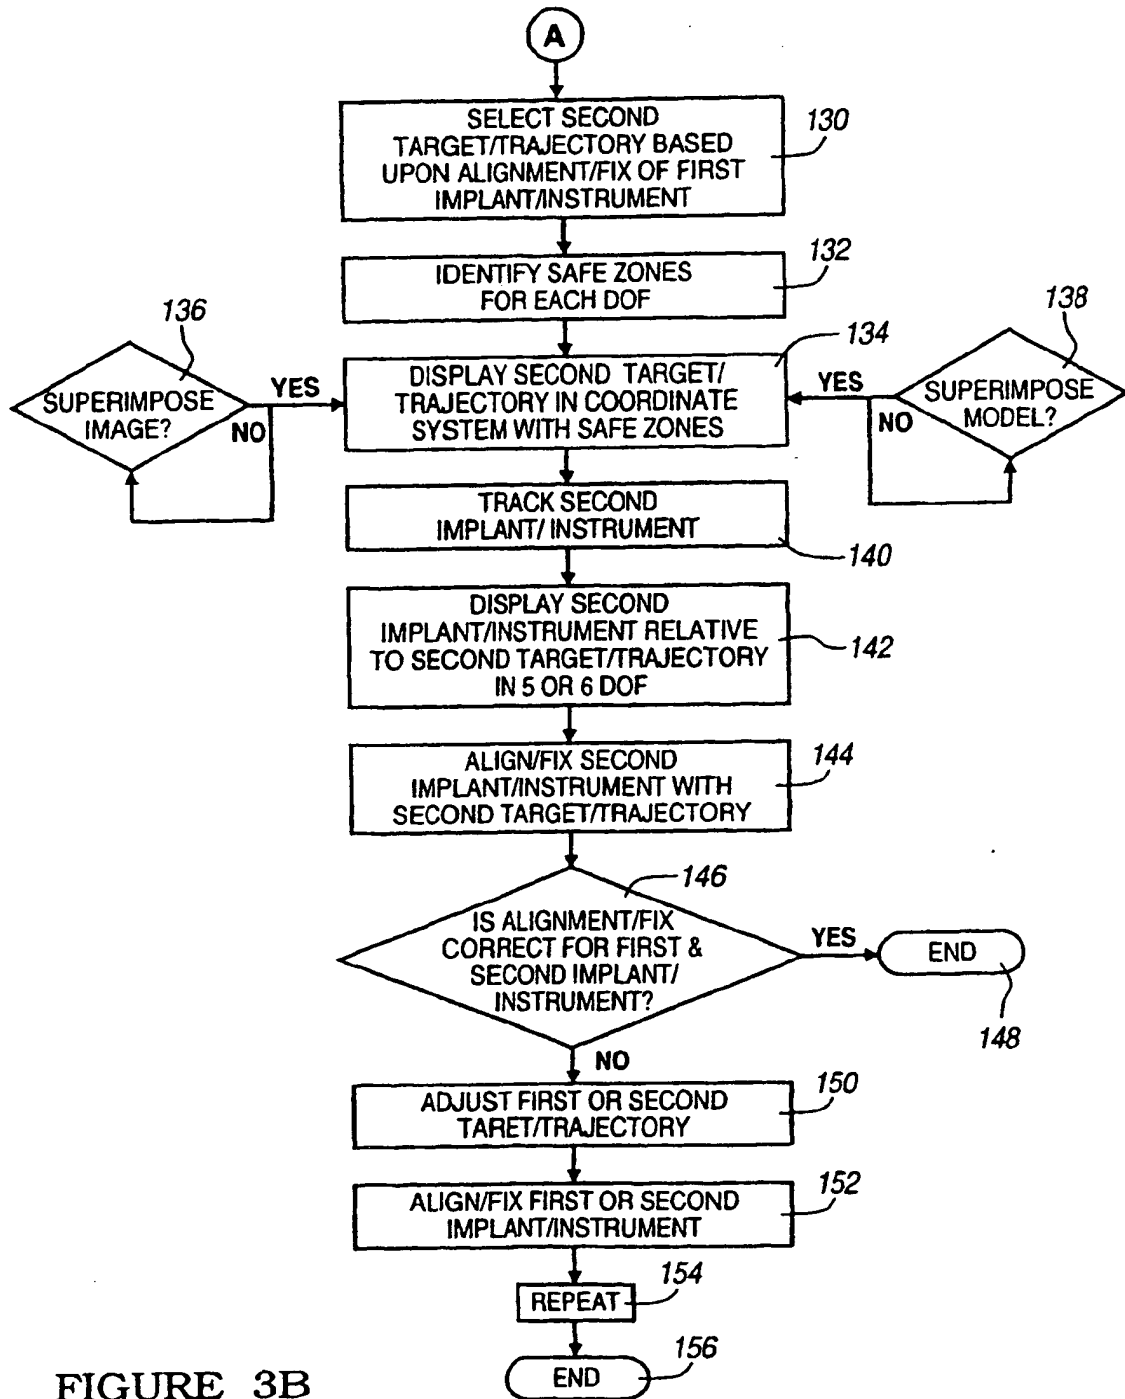 A
SELECT SECOND
TARGET/TRAJECTORY BASED
UPON ALIGNMENT/FIX OF FIRST
IMPLANT/INSTRUMENT
130
IDENTIFY SAFE ZONES
FOR EACH DOF
132
136
SUPERIMPOSE
IMAGE?
YES
NO
DISPLAY SECOND TARGET/
TRAJECTORY IN COORDINATE
SYSTEM WITH SAFE ZONES
134
138
SUPERIMPOSE
MODEL?
YES
NO
TRACK SECOND
IMPLANT/ INSTRUMENT
140
DISPLAY SECOND
IMPLANT/INSTRUMENT RELATIVE
TO SECOND TARGET/TRAJECTORY
IN 5 OR 6 DOF
142
ALIGN/FIX SECOND
IMPLANT/INSTRUMENT WITH
SECOND TARGET/TRAJECTORY
144
146
IS ALIGNMENT/FIX
CORRECT FOR FIRST &
SECOND IMPLANT/
INSTRUMENT?
YES
END
148
NO
ADJUST FIRST OR SECOND
TARET/TRAJECTORY
150
ALIGN/FIX FIRST OR SECOND
IMPLANT/INSTRUMENT
152
REPEAT
154
END
156
FIGURE 3B